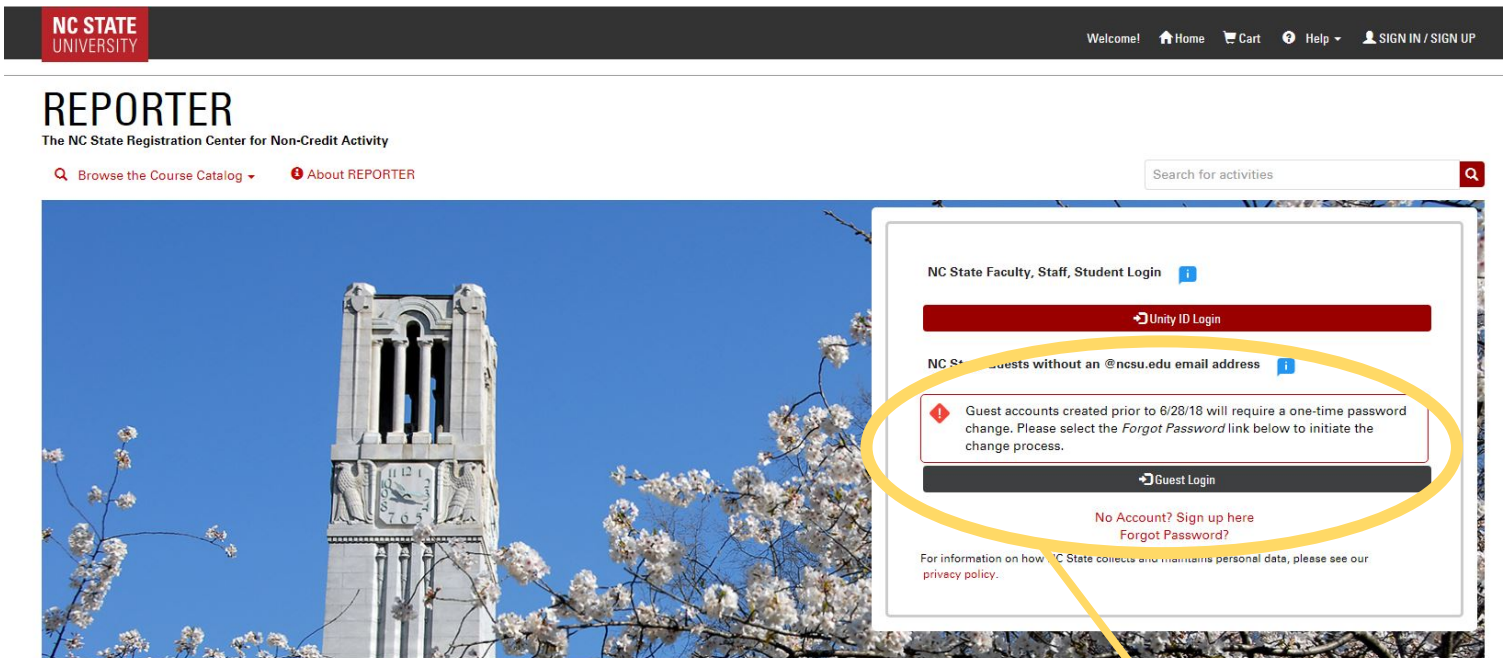 NC STATE
UNIVERSITY
Welcome! Home Cart Help SIGN IN / SIGN UP
REPORTER
The NC State Registration Center for Non-Credit Activity
Browse the Course Catalog About REPORTER
Search for activities
NC State Faculty, Staff, Student Login
Unity ID Login
NC St uests without an @ncsu.edu email address
Guest accounts created prior to 6/28/18 will require a one-time password
change. Please select the Forgot Password link below to initiate the
change process.
Guest Login
No Account? Sign up here
Forgot Password?
For information on how NC State collects and maintains personal data, please see our
privacy policy.
11 12 1